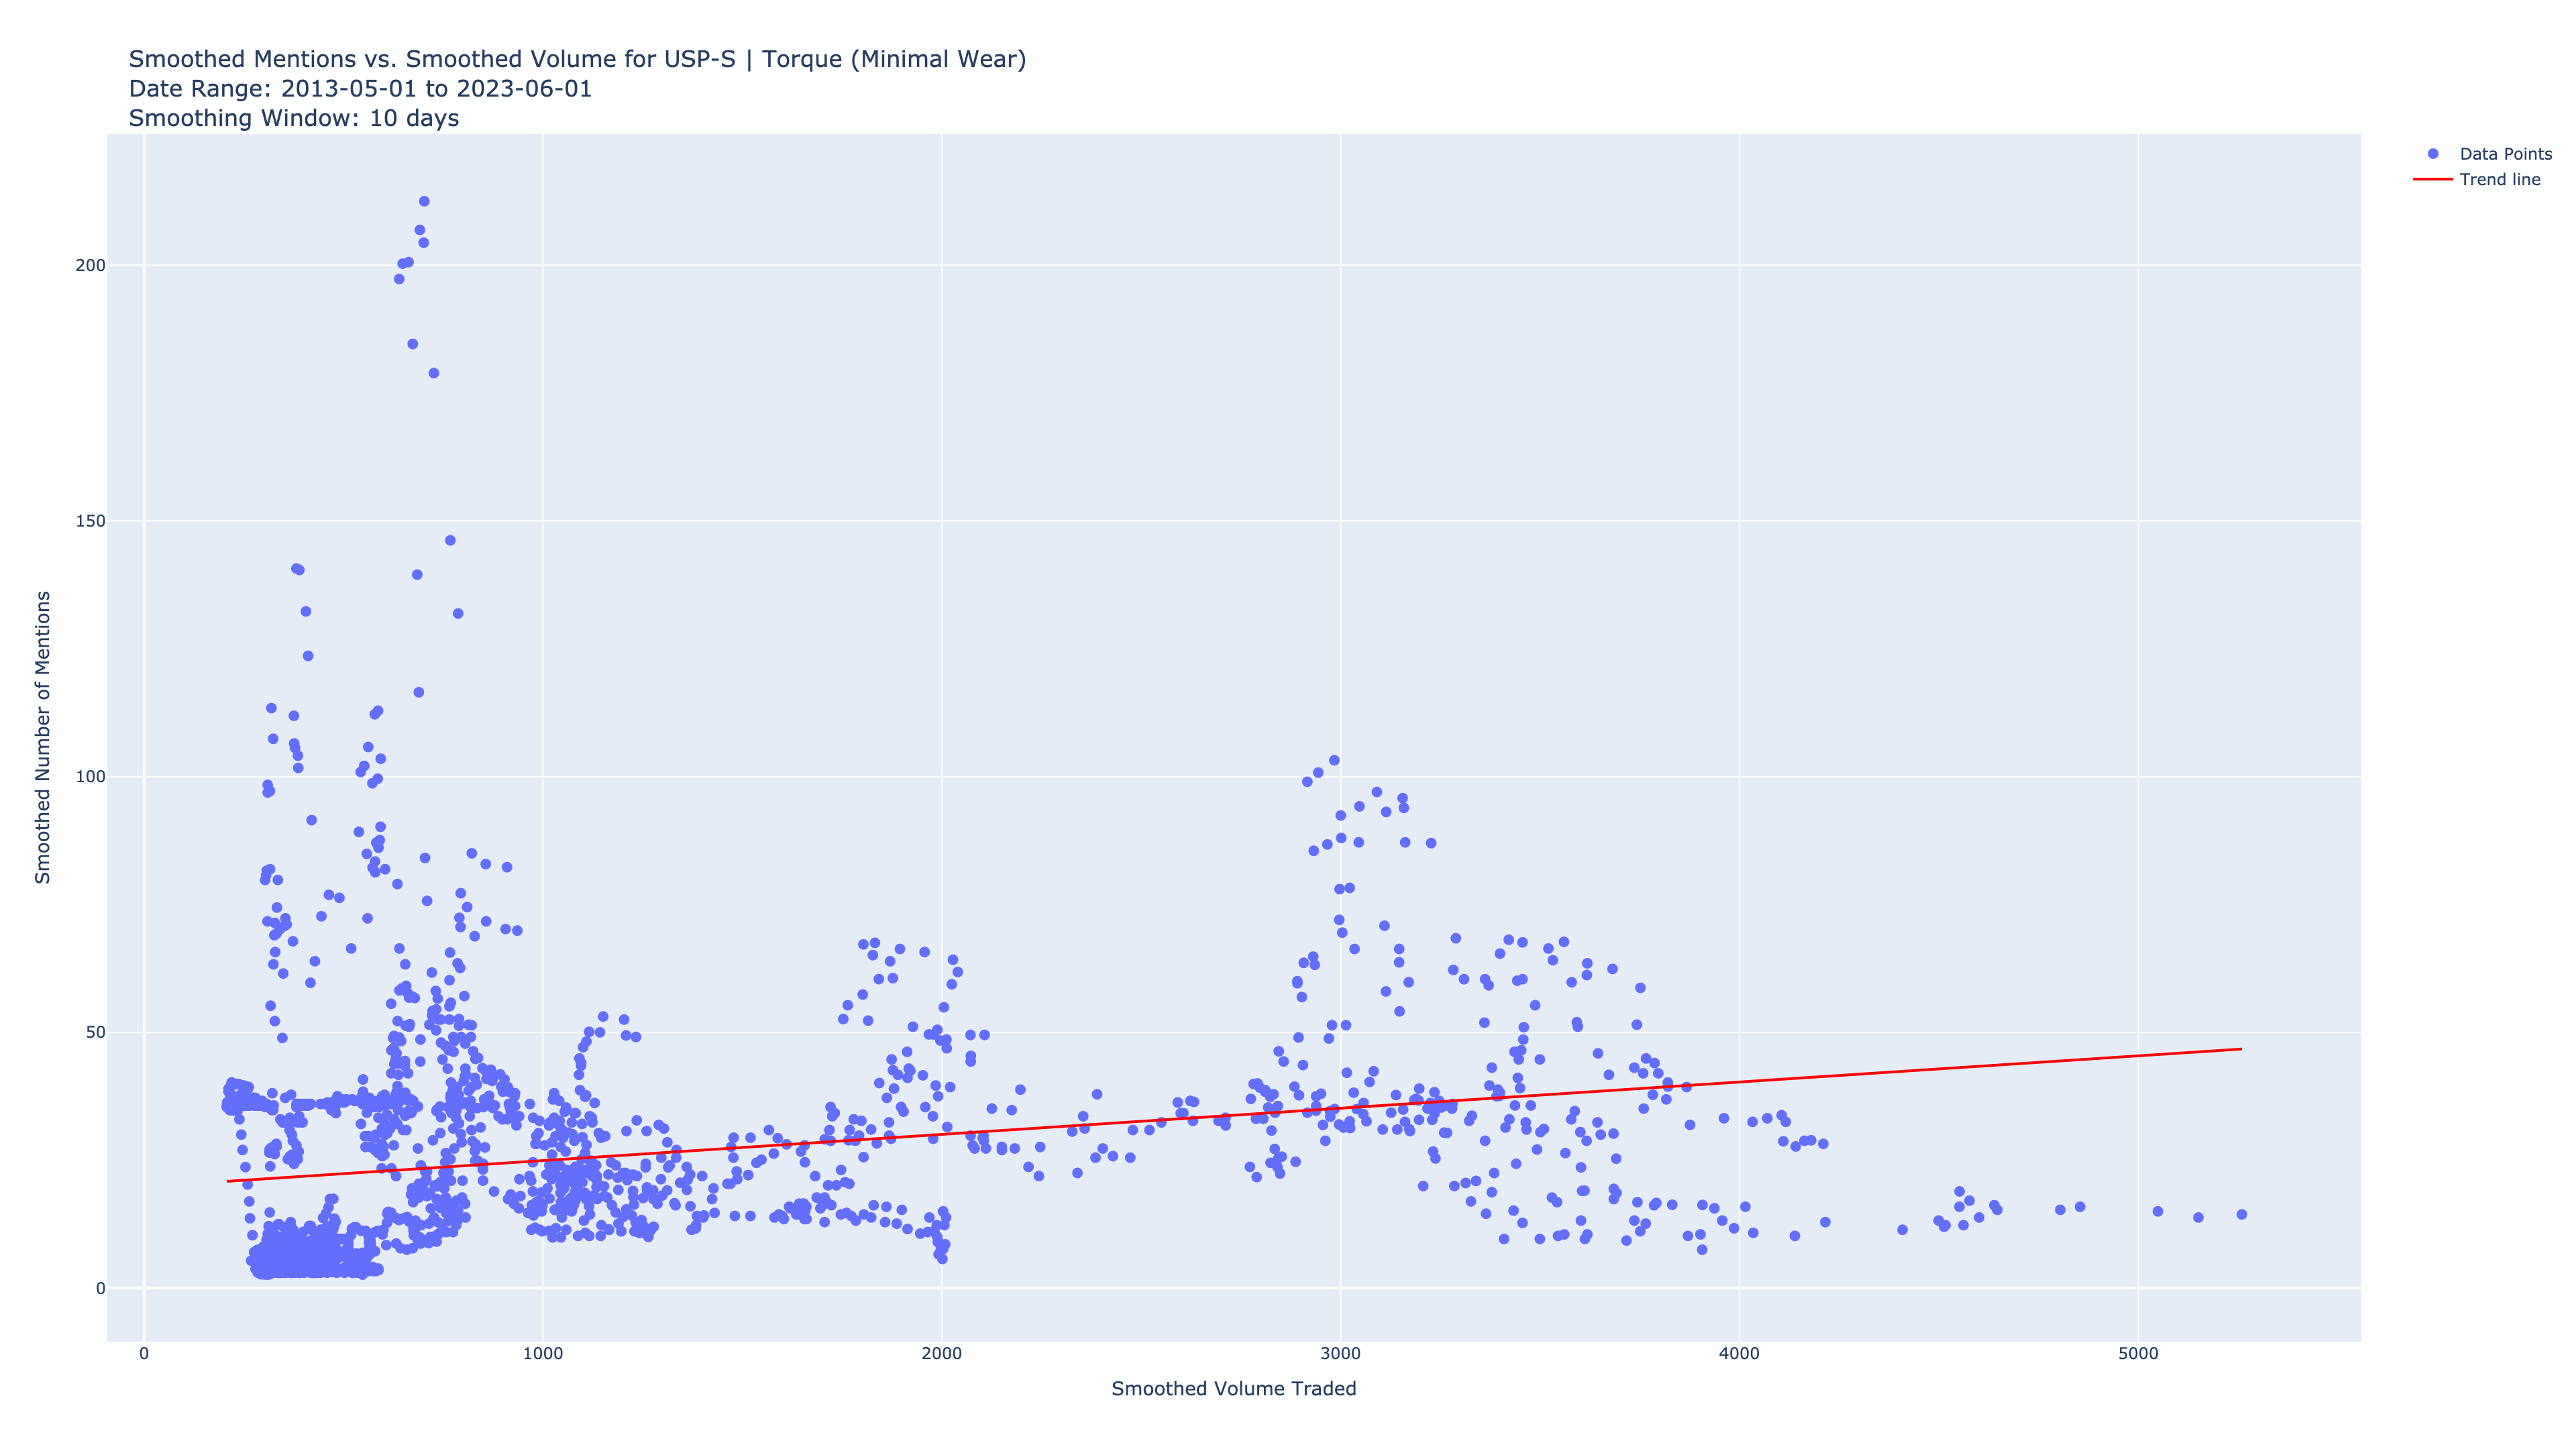 Smoothed Mentions vs. Smoothed Volume for USP-S | Torque (Minimal Wear)
Date Range: 2013-05-01 to 2023-06-01
Smoothing Window: 10 days
Data Points
Trend line
200
150
100
50
0
Smoothed Number of Mentions
0
1000
2000
3000
4000
5000
Smoothed Volume Traded